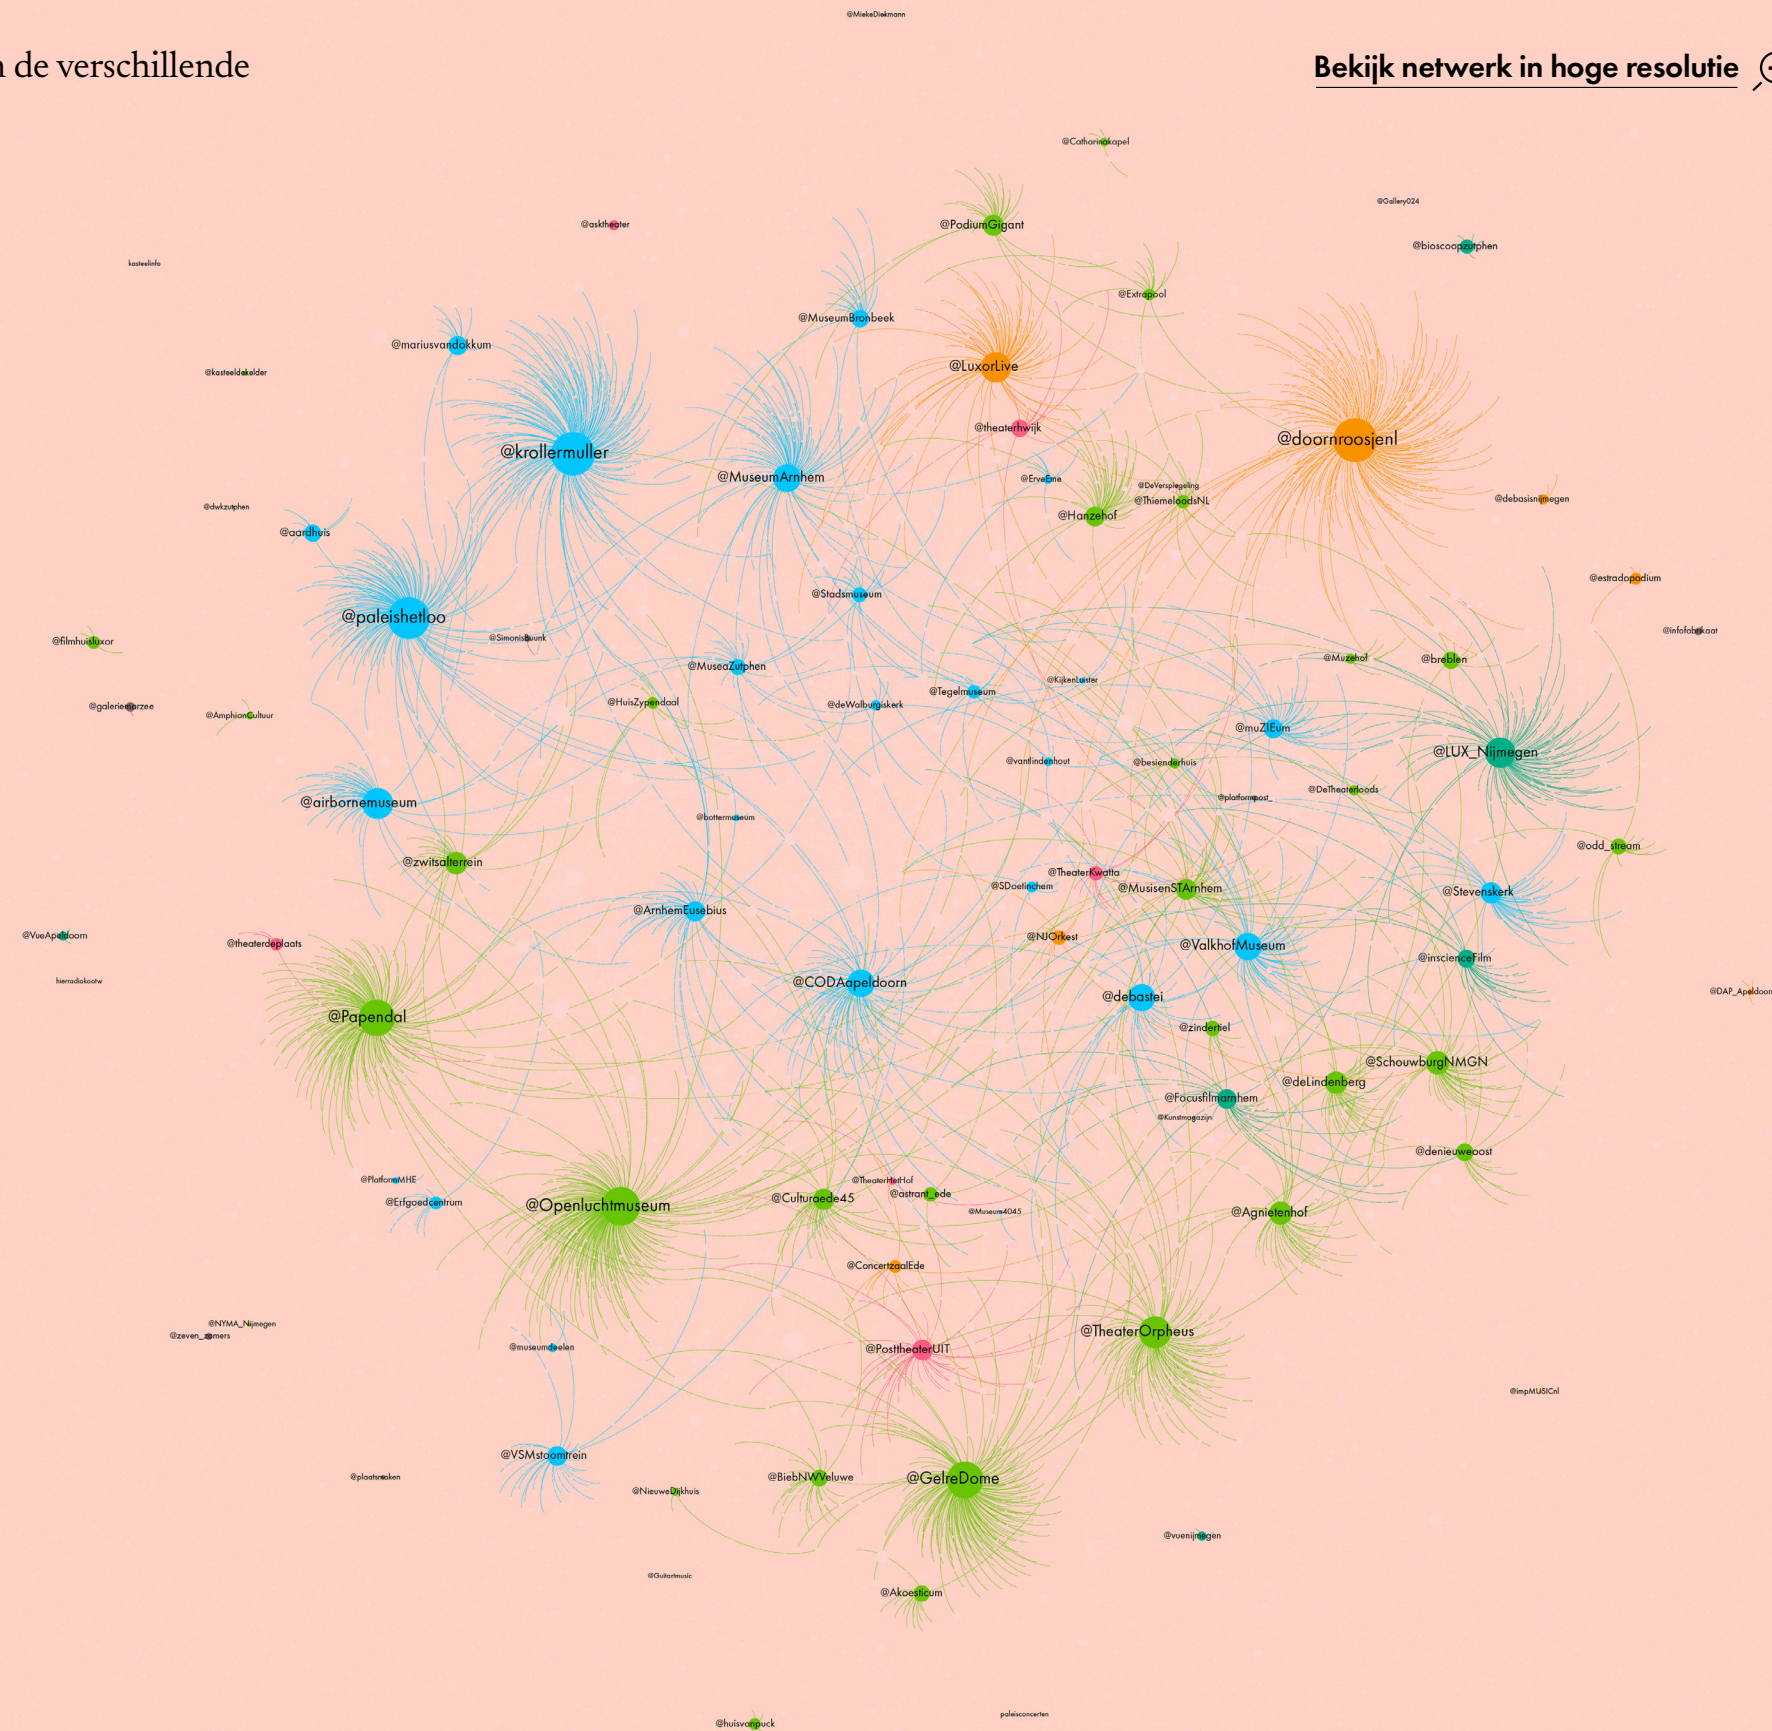 @MiekeDiekmann
n de verschillende
Bekijk netwerk in hoge resolutie
@Catharinakapel
@Gallery024
@asktheater
@PodiumGigant
@bioscoopzutphen
kasteelinfo
@Extrapool
@MuseumBronbeek
@mariusvandokkum
@LuxorLive
@kasteeldekelder
@theaterhwijk
@doornroosjenl
@krollermuller
@MuseumArnhem
@ErveEme
@DeVerspiegeling
@debasisnijmegen
@ThiemeloodsNL
@dwkzutphen
@Hanzehof
@aardhuis
@estradopodium
@Stadsmuseum
@paleishetloo
@infofabrikaat
@SimonisBuunk
@filmhuisluxor
@Muzehof
@breblen
@MuseaZutphen
@KijkenLuister
@Tegelmuseum
@HuisZypendaal
@deWalburgiskerk
@galeriemarzee
@AmphionCultuur
@muZIEum
@LUX_Nijmegen
@vantlindenhout
@besienderhuis
@DeTheaterloods
@platformpost_
@airbornemuseum
@bottermuseum
@odd_stream
@zwitsalterrein
@TheaterKwatta
@SDoetinchem
@MusisenSTArnhem
@Stevenskerk
@ArnhemEusebius
@VueApeldoorn
@NJOrkest
@theaterdeplaats
@ValkhofMuseum
@inscienceFilm
hierradiokootw
@CODAapeldoorn
@DAP_Apeldoorn
@debastei
@Papendal
@zindertiel
@SchouwburgNMGN
@deLindenberg
@Focusfilmarnhem
@Kunstmagazijn
@denieuweoost
@PlatformMHE
@TheaterHetHof
@astrant_ede
@Erfgoedcentrum
@Culturaede45
@Openluchtmuseum
@Museum4045
@Agnietenhof
@ConcertzaalEde
@NYMA_Nijmegen
@zeven_zomers
@TheaterOrpheus
@museumdeelen
@PosttheaterUIT
@impMUSICnl
@VSMstoomtrein
@plaatsmaken
@BiebNWVeluwe
@GelreDome
@NieuweDijkhuis
@vuenijmegen
@Guitartmusic
@Akoesticum
paleisconcerten
@huisvanpuck